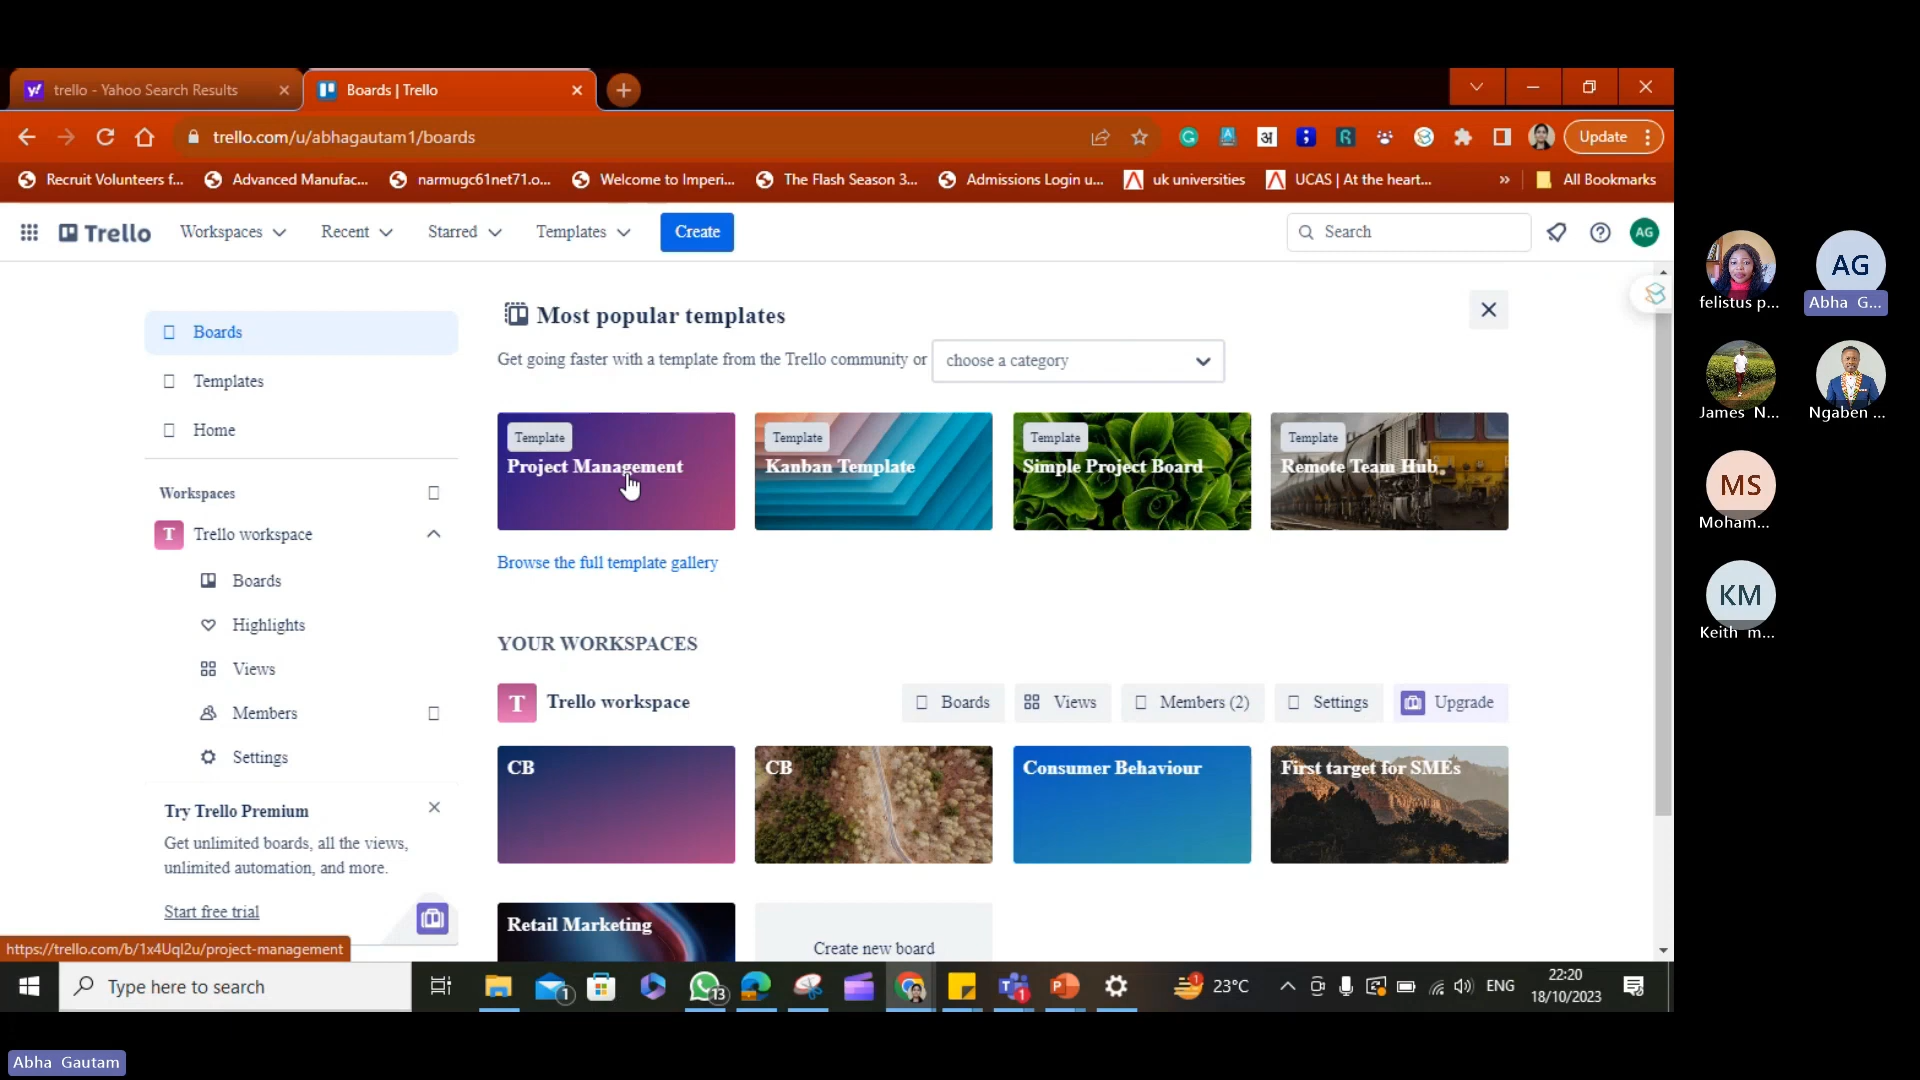 trello - Yahoo Search Results
Boards | Trello
trello.com/u/abhagautam1/boards
Update
Recruit Volunteers f...
Advanced Manufac...
narmugc61net71.o...
Welcome to Imperi...
The Flash Season 3...
Admissions Login u...
uk universities
UCAS | At the heart...
»
All Bookmarks
Trello
Workspaces
Recent
Starred
Templates
Create
Search
AG
Boards
Templates
Home
Workspaces
T
Trello workspace
Boards
Highlights
Views
Members
Settings
Try Trello Premium
Get unlimited boards, all the views,
unlimited automation, and more.
Start free trial
https://trello.com/b/1x4Uql2u/project-management
Most popular templates
Get going faster with a template from the Trello community or
choose a category
Template
Project Management
Template
Kanban Template
Template
Simple Project Board
Template
Remote Team Hub
Browse the full template gallery
YOUR WORKSPACES
T
Trello workspace
Boards
Views
Members (2)
Settings
Upgrade
CB
CB
Consumer Behaviour
First target for SMEs
Retail Marketing
Create new board
felistus p...
AG
Abha G...
James N...
Ngaben ...
MS
Moham...
KM
Keith m...
Type here to search
1
13
1
1
23°C
ENG
22:20
18/10/2023
Abha Gautam